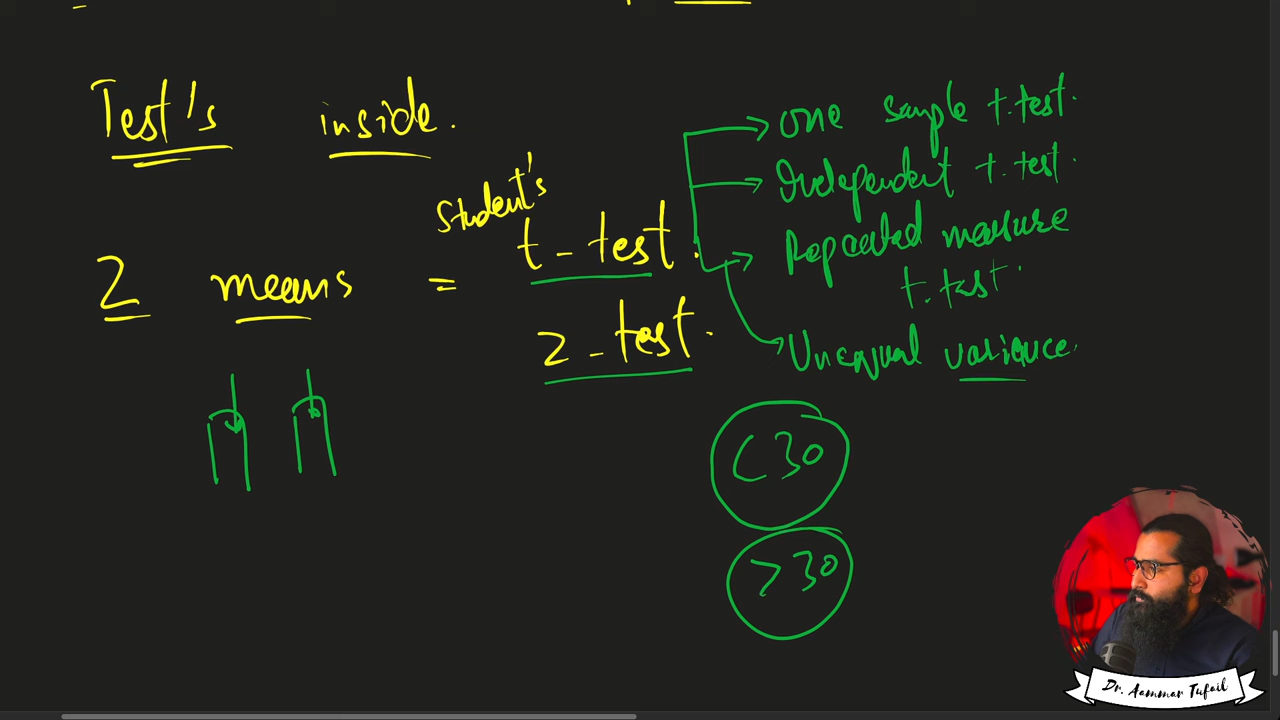 Test's inside.
Student's
2 means = t-test.
z-test.
one sample t.test.
Independent t.test.
Repeated measure
t.test.
Unequal variance.
<30
>30
Dr. Aammar Tufail